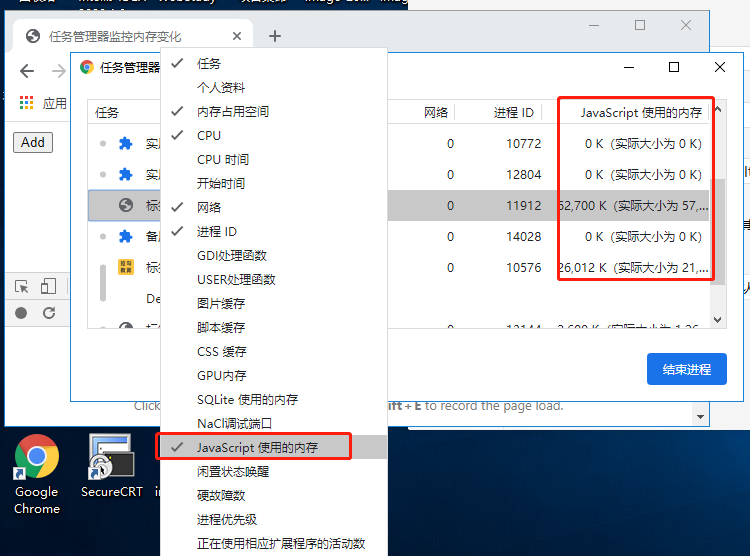 任务管理器监控内存变化
应用
Add
任务管理器
任务
网络
进程 ID
JavaScript 使用的内存
0
10772
0 K（实际大小为 0 K）
0
12804
0 K（实际大小为 0 K）
标
0
11912
62,700 K（实际大小为 57,...
0
14028
0 K（实际大小为 0 K）
标
0
10576
26,012 K（实际大小为 21,...
De
任务
个人资料
内存占用空间
CPU
CPU 时间
开始时间
网络
进程 ID
GDI处理函数
USER处理函数
图片缓存
脚本缓存
CSS 缓存
GPU内存
SQLite 使用的内存
NaCl调试端口
JavaScript 使用的内存
闲置状态唤醒
硬故障数
进程优先级
正在使用相应扩展程序的活动数
结束进程
Click
+ E to record the page load.
Google
Chrome
SecureCRT